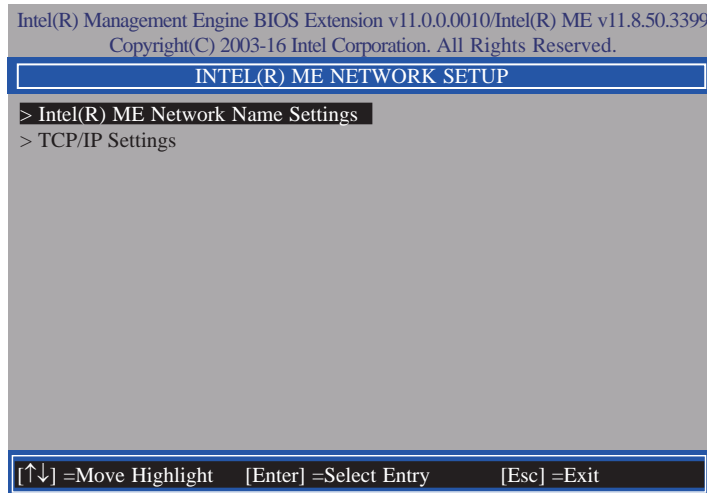 Intel(R) Management Engine BIOS Extension v11.0.0.0010/Intel(R) ME v11.8.50.3399
Copyright(C) 2003-16 Intel Corporation. All Rights Reserved.
INTEL(R) ME NETWORK SETUP
> Intel(R) ME Network Name Settings
> TCP/IP Settings
[↑↓] =Move Highlight [Enter] =Select Entry [Esc] =Exit